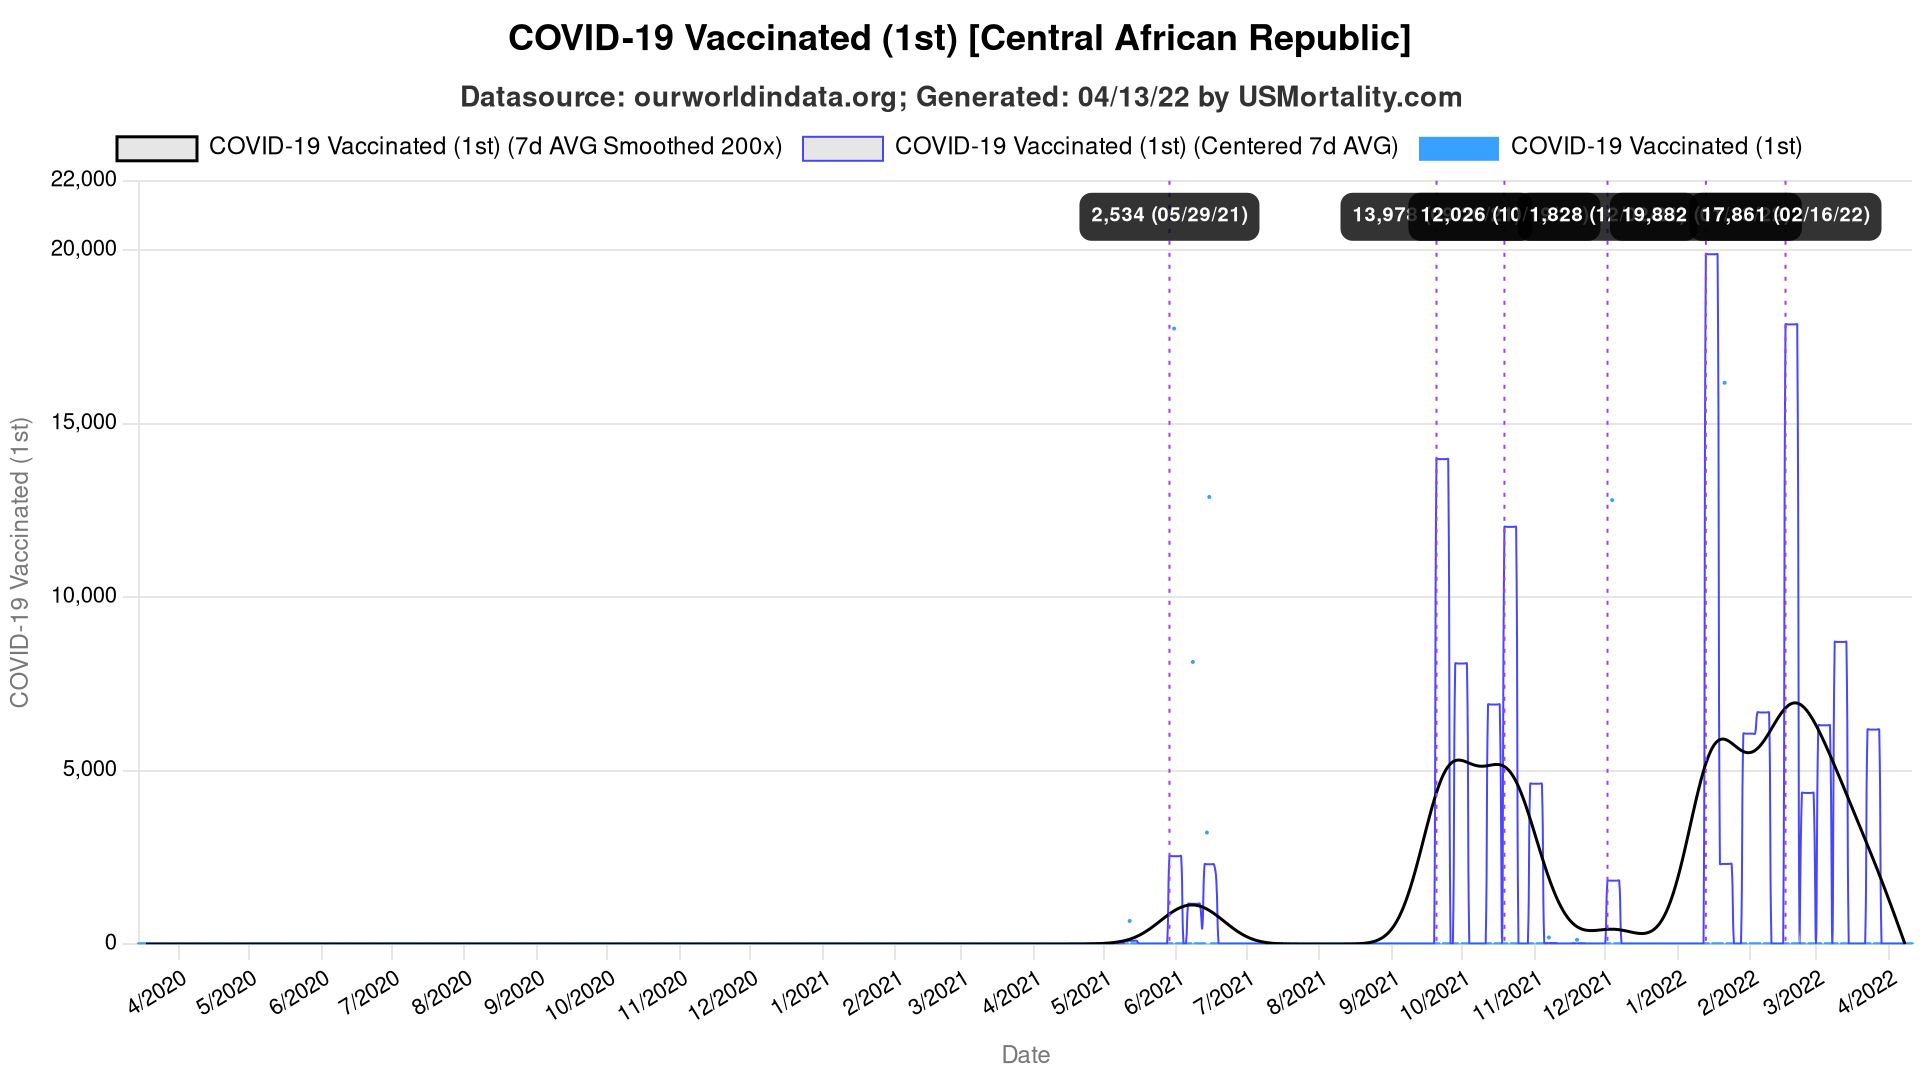 COVID-19 Vaccinated (1st) [Central African Republic]
Datasource: ourworldindata.org; Generated: 04/13/22 by USMortality.com
COVID-19 Vaccinated (1st) (7d AVG Smoothed 200x) COVID-19 Vaccinated (1st) (Centered 7d AVG) COVID-19 Vaccinated (1st)
22,000
2,534 (05/29/21) 13,978 12,026 (10/ 1,828 (12/ 19,882 17,861 (02/16/22)
20,000
15,000
10,000
5,000
0
COVID-19 Vaccinated (1st)
4/2020 5/2020 6/2020 7/2020 8/2020 9/2020 10/2020 11/2020 12/2020 1/2021 2/2021 3/2021 4/2021 5/2021 6/2021 7/2021 8/2021 9/2021 10/2021 11/2021 12/2021 1/2022 2/2022 3/2022 4/2022
Date